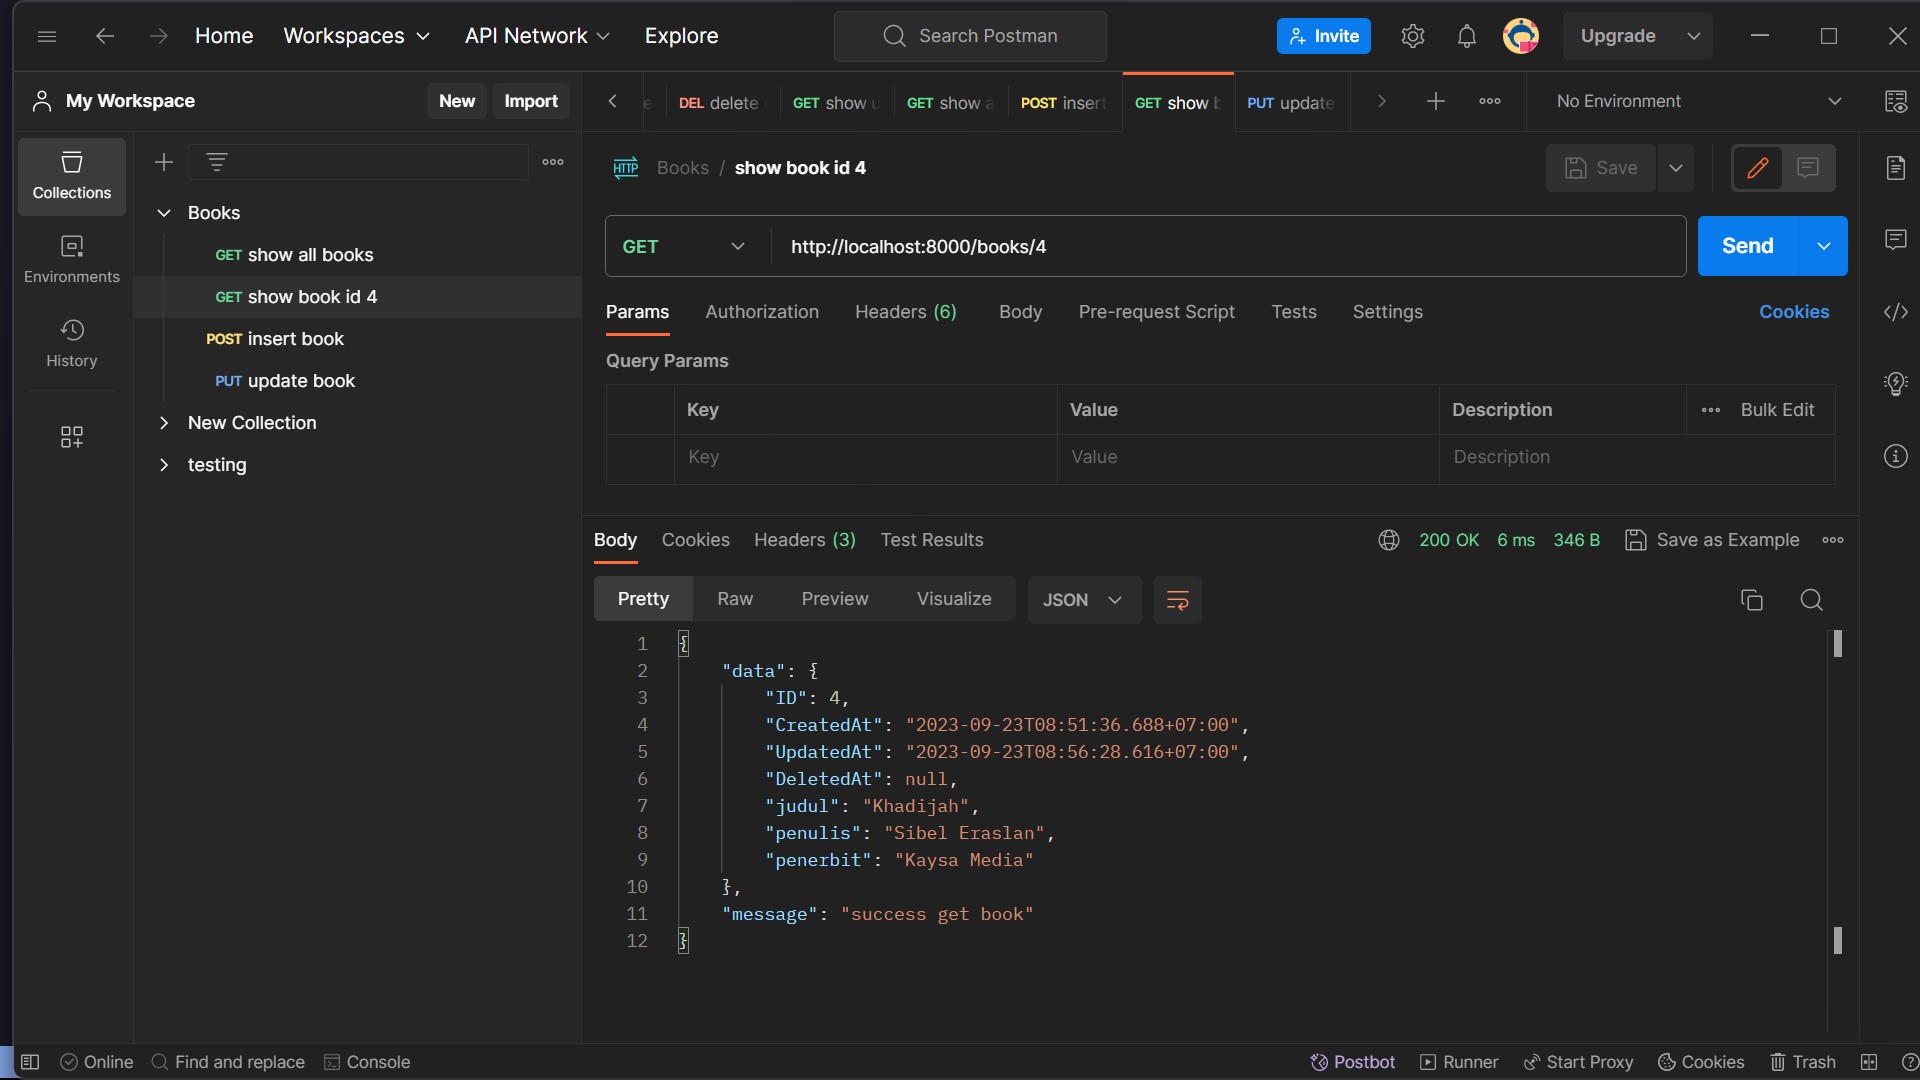 Home Workspaces API Network Explore Search Postman Invite Upgrade
My Workspace New Import
DEL delete GET show GET show POST insert GET show PUT update No Environment
Collections
Environments
History
Books
GET show all books
GET show book id 4
POST insert book
PUT update book
New Collection
testing
HTTP Books / show book id 4 Save
GET http://localhost:8000/books/4 Send
Params Authorization Headers (6) Body Pre-request Script Tests Settings Cookies
Query Params
Key Value Description Bulk Edit
Key Value Description
Body Cookies Headers (3) Test Results 200 OK 6 ms 346 B Save as Example
Pretty Raw Preview Visualize JSON
1 {
2 "data": {
3 "ID": 4,
4 "CreatedAt": "2023-09-23T08:51:36.688+07:00",
5 "UpdatedAt": "2023-09-23T08:56:28.616+07:00",
6 "DeletedAt": null,
7 "judul": "Khadijah",
8 "penulis": "Sibel Eraslan",
9 "penerbit": "Kaysa Media"
10 },
11 "message": "success get book"
12 }
Online Find and replace Console Postbot Runner Start Proxy Cookies Trash